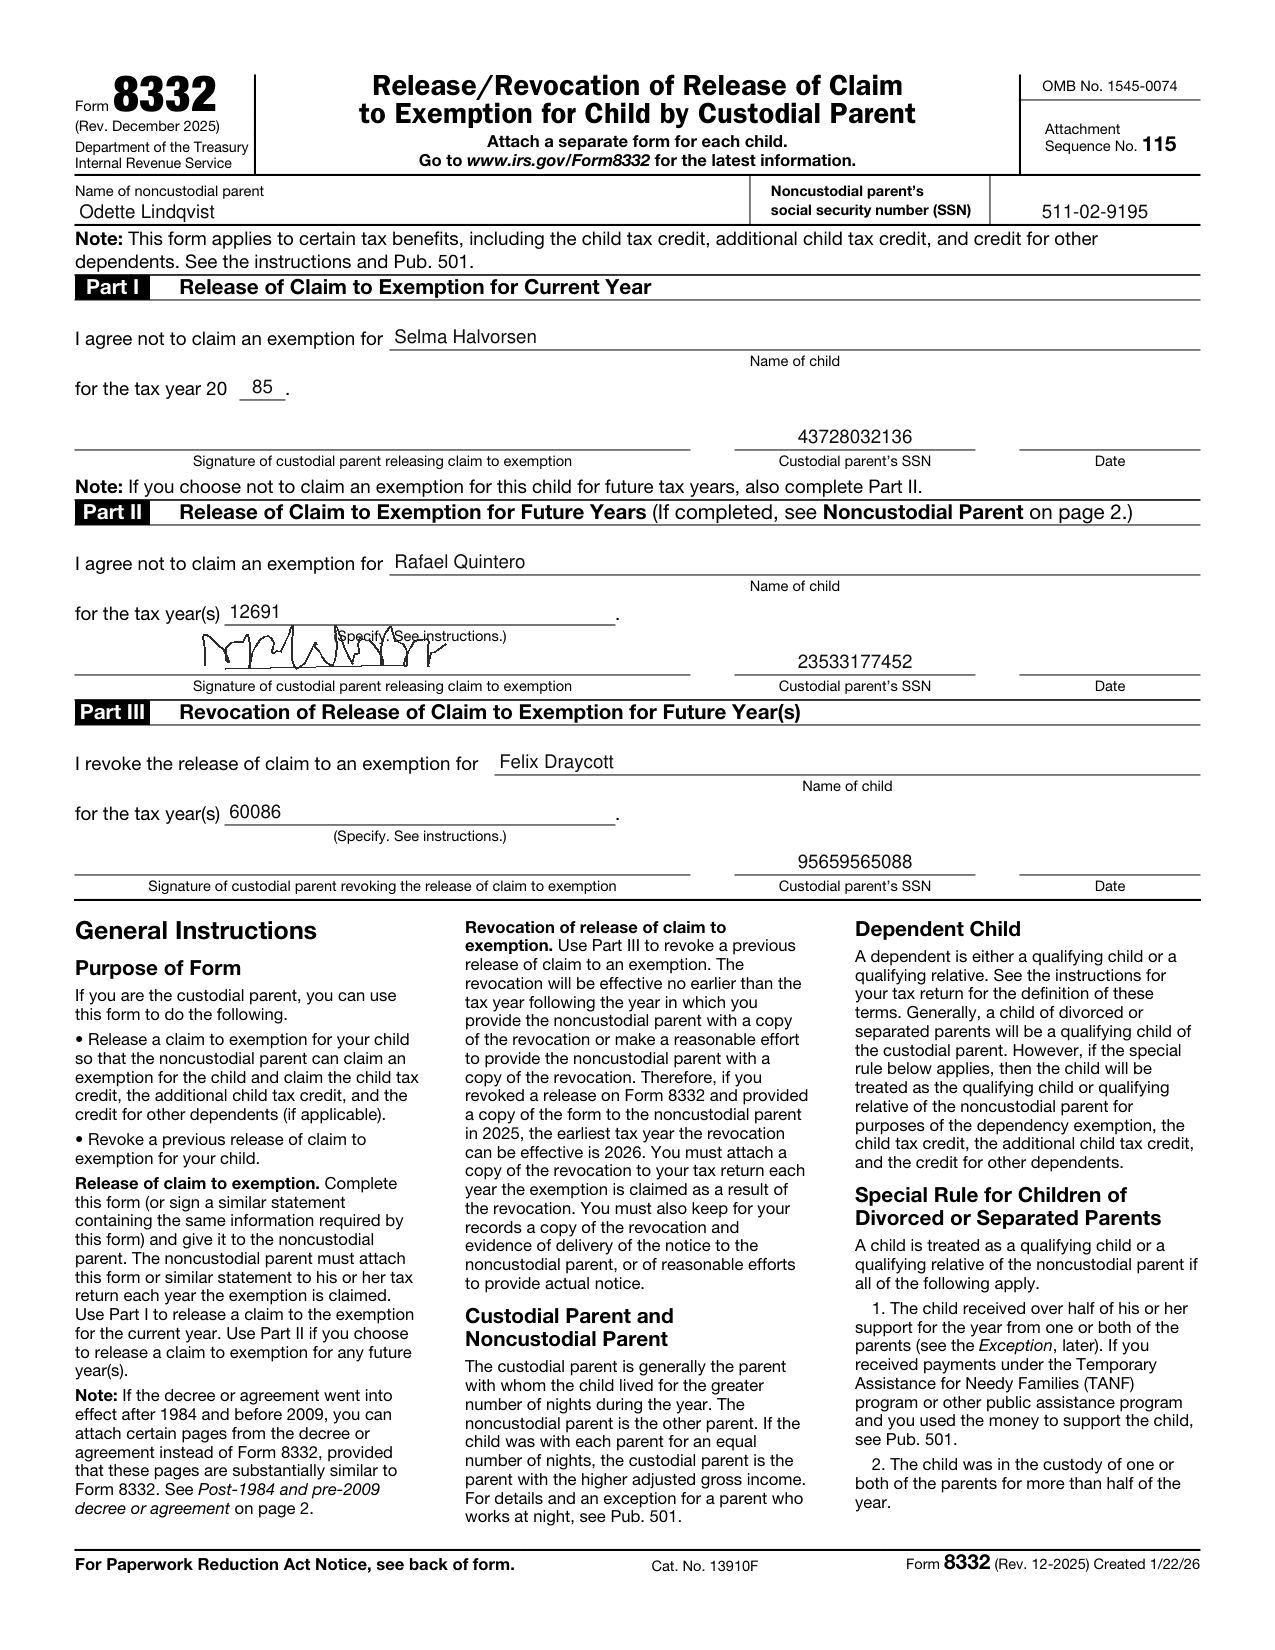 Form 8332
(Rev. December 2025)
Department of the Treasury
Internal Revenue Service
Release/Revocation of Release of Claim
to Exemption for Child by Custodial Parent
Attach a separate form for each child.
Go to www.irs.gov/Form8332 for the latest information.
OMB No. 1545-0074
Attachment
Sequence No. 115
Name of noncustodial parent
Odette Lindqvist
Noncustodial parent's
social security number (SSN)
511-02-9195
Note: This form applies to certain tax benefits, including the child tax credit, additional child tax credit, and credit for other
dependents. See the instructions and Pub. 501.
Part I Release of Claim to Exemption for Current Year
I agree not to claim an exemption for Selma Halvorsen
Name of child
for the tax year 20 85 .
43728032136
Signature of custodial parent releasing claim to exemption Custodial parent's SSN Date
Note: If you choose not to claim an exemption for this child for future tax years, also complete Part II.
Part II Release of Claim to Exemption for Future Years (If completed, see Noncustodial Parent on page 2.)
I agree not to claim an exemption for Rafael Quintero
Name of child
for the tax year(s) 12691 .
(Specify. See instructions.)
23533177452
Signature of custodial parent releasing claim to exemption Custodial parent's SSN Date
Part III Revocation of Release of Claim to Exemption for Future Year(s)
I revoke the release of claim to an exemption for Felix Draycott
Name of child
for the tax year(s) 60086 .
(Specify. See instructions.)
95659565088
Signature of custodial parent revoking the release of claim to exemption Custodial parent's SSN Date
General Instructions
Purpose of Form
If you are the custodial parent, you can use
this form to do the following.
• Release a claim to exemption for your child
so that the noncustodial parent can claim an
exemption for the child and claim the child tax
credit, the additional child tax credit, and the
credit for other dependents (if applicable).
• Revoke a previous release of claim to
exemption for your child.
Release of claim to exemption. Complete
this form (or sign a similar statement
containing the same information required by
this form) and give it to the noncustodial
parent. The noncustodial parent must attach
this form or similar statement to his or her tax
return each year the exemption is claimed.
Use Part I to release a claim to the exemption
for the current year. Use Part II if you choose
to release a claim to exemption for any future
year(s).
Note: If the decree or agreement went into
effect after 1984 and before 2009, you can
attach certain pages from the decree or
agreement instead of Form 8332, provided
that these pages are substantially similar to
Form 8332. See Post-1984 and pre-2009
decree or agreement on page 2.
Revocation of release of claim to
exemption. Use Part III to revoke a previous
release of claim to an exemption. The
revocation will be effective no earlier than the
tax year following the year in which you
provide the noncustodial parent with a copy
of the revocation or make a reasonable effort
to provide the noncustodial parent with a
copy of the revocation. Therefore, if you
revoked a release on Form 8332 and provided
a copy of the form to the noncustodial parent
in 2025, the earliest tax year the revocation
can be effective is 2026. You must attach a
copy of the revocation to your tax return each
year the exemption is claimed as a result of
the revocation. You must also keep for your
records a copy of the revocation and
evidence of delivery of the notice to the
noncustodial parent, or of reasonable efforts
to provide actual notice.
Custodial Parent and
Noncustodial Parent
The custodial parent is generally the parent
with whom the child lived for the greater
number of nights during the year. The
noncustodial parent is the other parent. If the
child was with each parent for an equal
number of nights, the custodial parent is the
parent with the higher adjusted gross income.
For details and an exception for a parent who
works at night, see Pub. 501.
Dependent Child
A dependent is either a qualifying child or a
qualifying relative. See the instructions for
your tax return for the definition of these
terms. Generally, a child of divorced or
separated parents will be a qualifying child of
the custodial parent. However, if the special
rule below applies, then the child will be
treated as the qualifying child or qualifying
relative of the noncustodial parent for
purposes of the dependency exemption, the
child tax credit, the additional child tax credit,
and the credit for other dependents.
Special Rule for Children of
Divorced or Separated Parents
A child is treated as a qualifying child or a
qualifying relative of the noncustodial parent if
all of the following apply.
1. The child received over half of his or her
support for the year from one or both of the
parents (see the Exception, later). If you
received payments under the Temporary
Assistance for Needy Families (TANF)
program or other public assistance program
and you used the money to support the child,
see Pub. 501.
2. The child was in the custody of one or
both of the parents for more than half of the
year.
For Paperwork Reduction Act Notice, see back of form. Cat. No. 13910F Form 8332 (Rev. 12-2025) Created 1/22/26